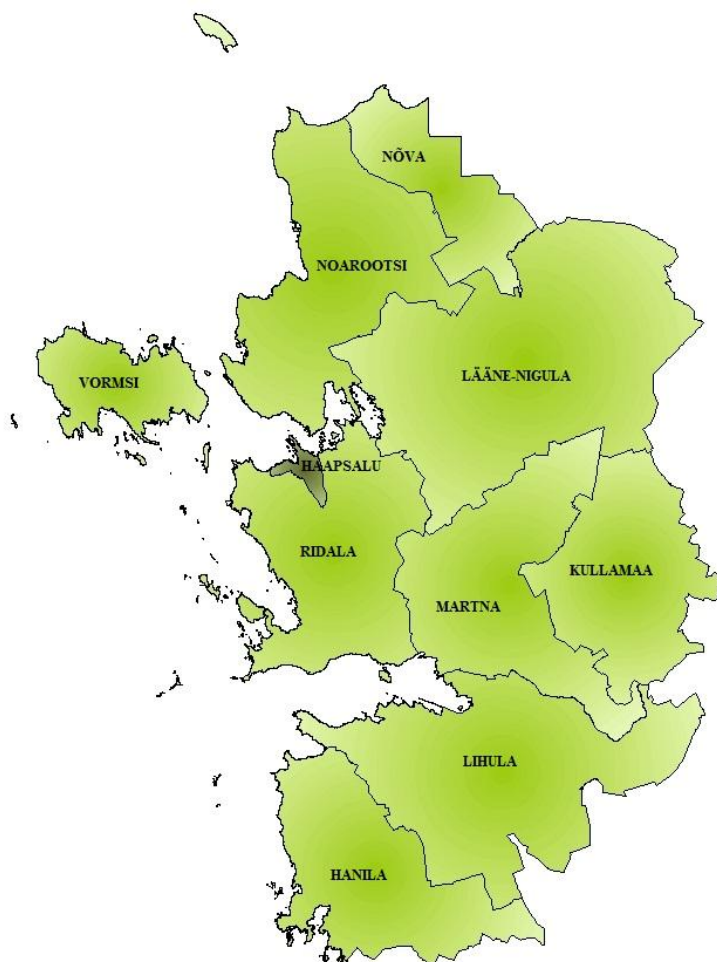 NÕVA
NOAROOTSI
LÄÄNE-NIGULA
VORMSI
HAAPSALU
RIDALA
KULLAMAA
MARTNA
LIHULA
HANILA